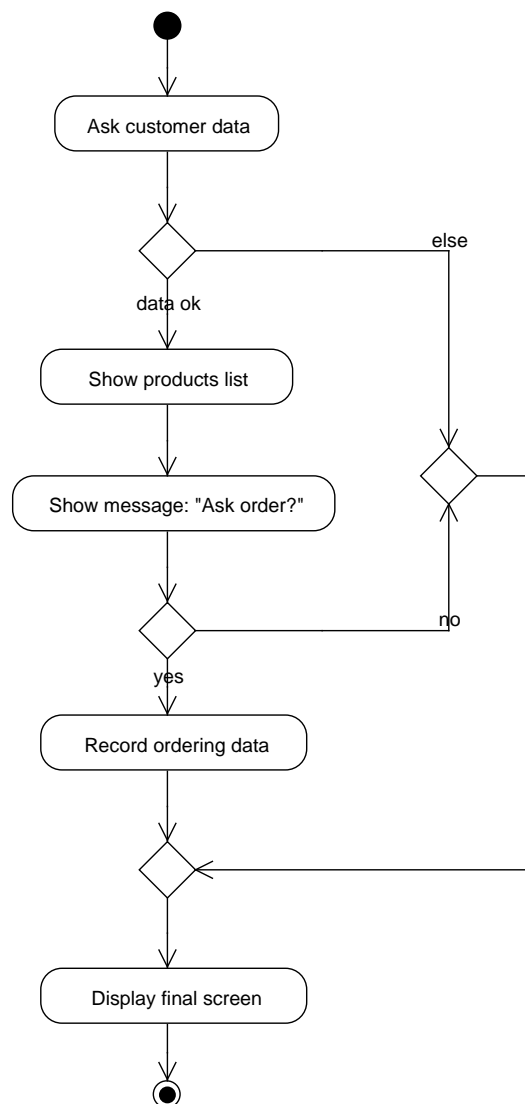 Ask customer data
else
data ok
Show products list
Show message: "Ask order?"
no
yes
Record ordering data
Display final screen